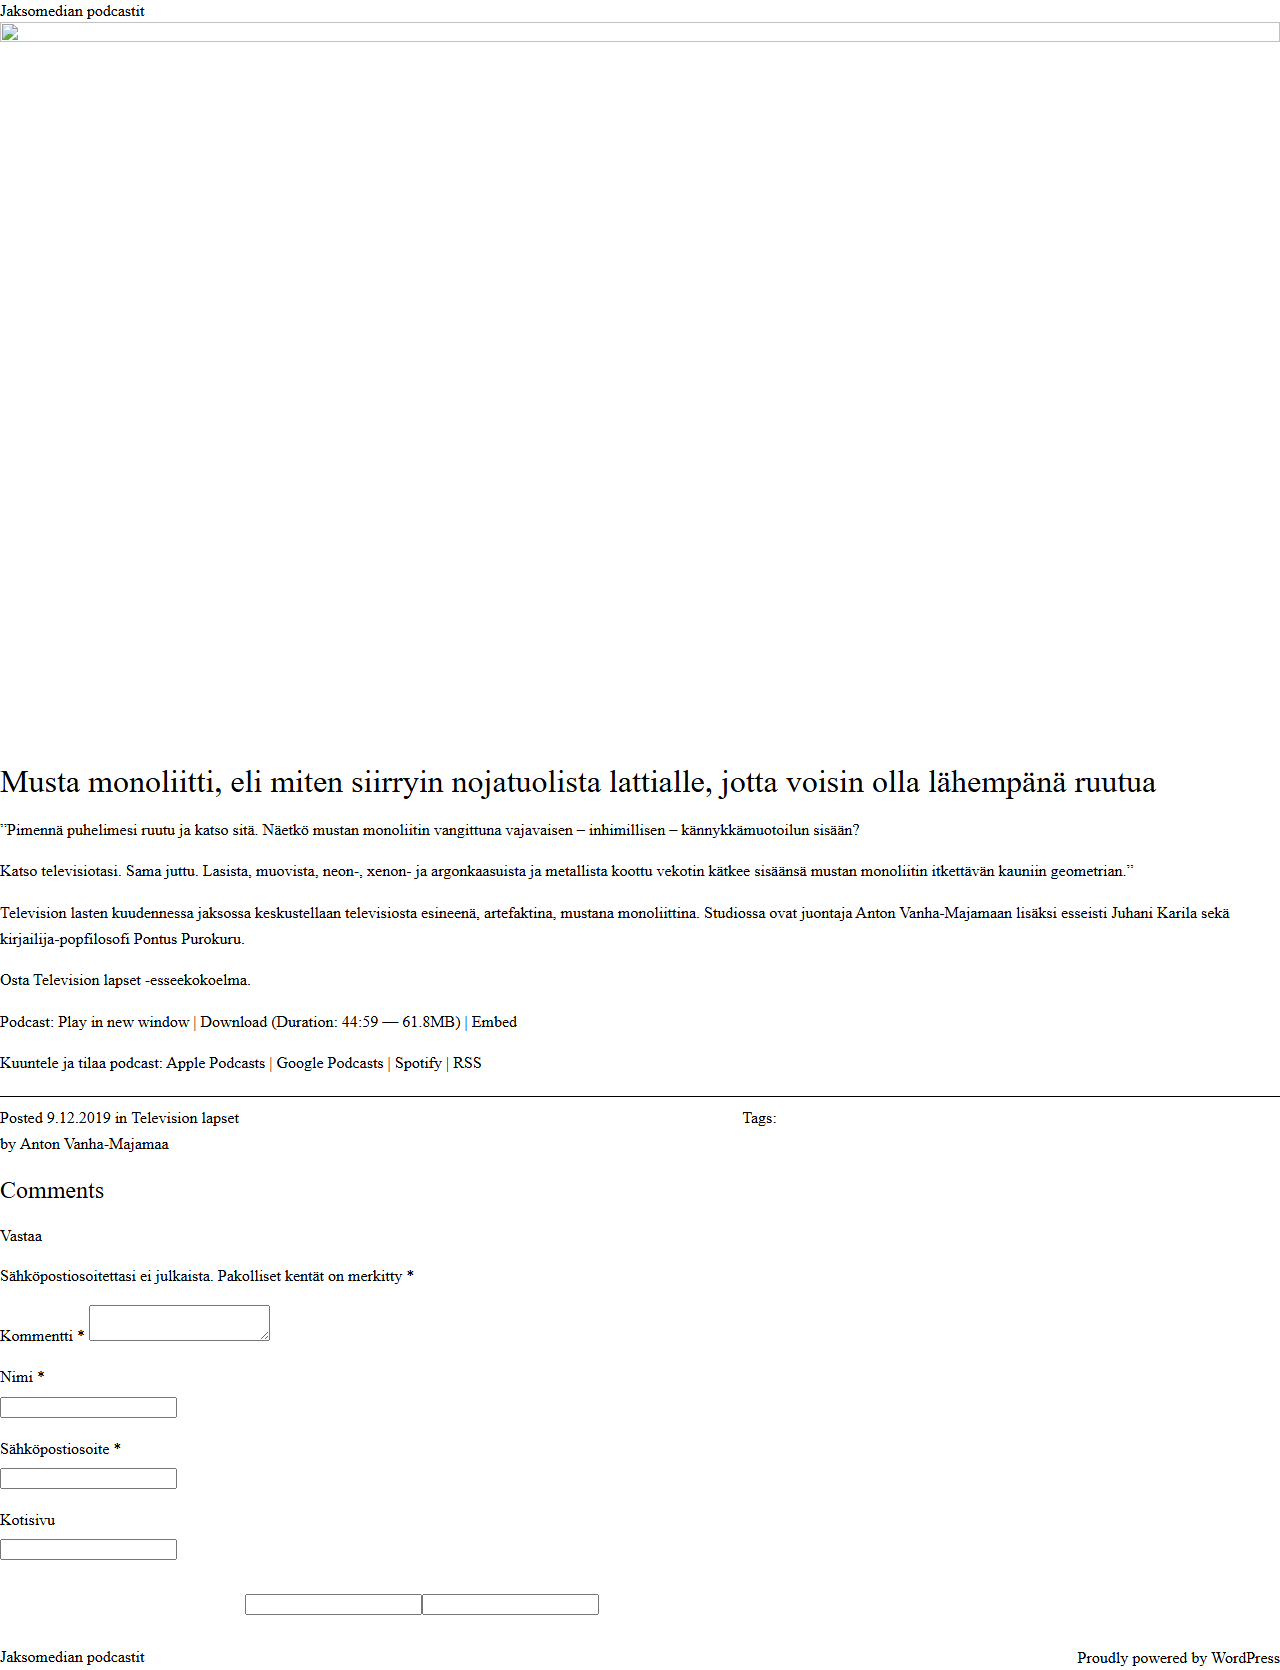 Jaksomedian podcastit
Musta monoliitti, eli miten siirryin nojatuolista lattialle, jotta voisin olla lähempänä ruutua
”Pimennä puhelimesi ruutu ja katso sitä. Näetkö mustan monoliitin vangittuna vajavaisen – inhimillisen – kännykkämuotoilun sisään?
Katso televisiotasi. Sama juttu. Lasista, muovista, neon-, xenon- ja argonkaasuista ja metallista koottu vekotin kätkee sisäänsä mustan monoliitin itkettävän kauniin geometrian.”
Television lasten kuudennessa jaksossa keskustellaan televisiosta esineenä, artefaktina, mustana monoliittina. Studiossa ovat juontaja Anton Vanha-Majamaan lisäksi esseisti Juhani Karila sekä
kirjailija-popfilosofi Pontus Purokuru.
Osta Television lapset -esseekokoelma.
Podcast: Play in new window | Download (Duration: 44:59 — 61.8MB) | Embed
Kuuntele ja tilaa podcast: Apple Podcasts | Google Podcasts | Spotify | RSS
Posted 9.12.2019 in Television lapset
by Anton Vanha-Majamaa
Tags:
Comments
Vastaa
Sähköpostiosoitettasi ei julkaista. Pakolliset kentät on merkitty *
Kommentti *
Nimi *
Sähköpostiosoite *
Kotisivu
Jaksomedian podcastit
Proudly powered by WordPress